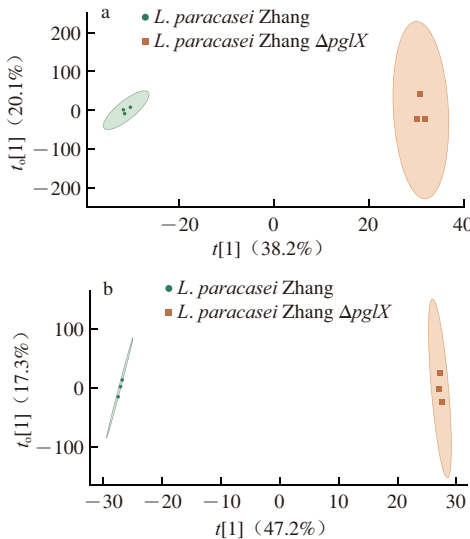 a
L. paracasei Zhang
L. paracasei Zhang ΔpglX
200
100
0
−100
−200
tₒ[1]（20.1%）
−20 0 20 40
t[1]（38.2%）
b
L. paracasei Zhang
L. paracasei Zhang ΔpglX
100
0
−100
tₒ[1]（17.3%）
−30 −20 −10 0 10 20 30
t[1]（47.2%）